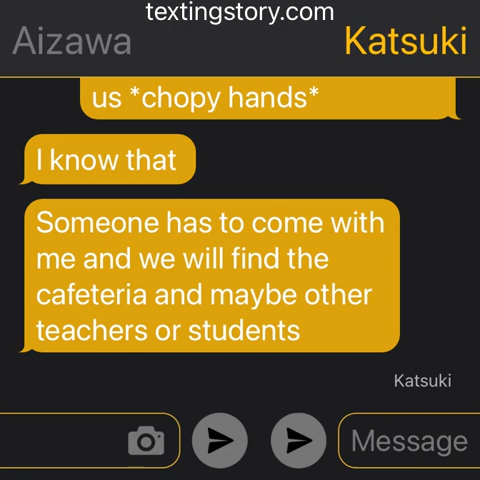 textingstory.com
Aizawa
Katsuki
us *chopy hands*
I know that
Someone has to come with
me and we will find the
cafeteria and maybe other
teachers or students
Katsuki
Message